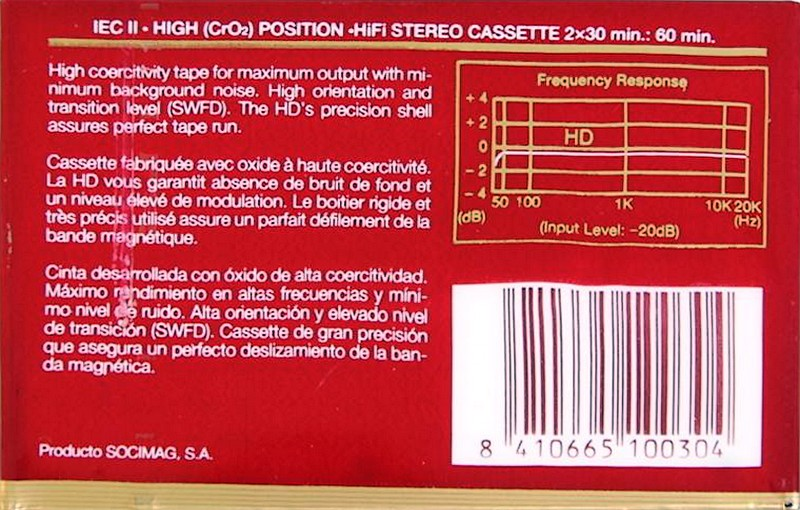 IEC II • HIGH (CrO₂) POSITION •HiFi STEREO CASSETTE 2×30 min.: 60 min.
High coercitivity tape for maximum output with mi-
nimum background noise. High orientation and
transition level (SWFD). The HD's precision shell
assures perfect tape run.
Cassette fabriquée avec oxide à haute coercitivité.
La HD vous garantit absence de bruit de fond et
un niveau élevé de modulation. Le boitier rigide et
très précis utilisé assure un parfait défilement de la
bande magnétique.
Cinta desarrollada con óxido de alta coercitividad.
Máximo rendimiento en altas frecuencias y míni-
mo nivel de ruido. Alta orientación y elevado nivel
de transición (SWFD). Cassette de gran precisión
que asegura un perfecto deslizamiento de la ban-
da magnética.
Producto SOCIMAG, S.A.
Frequency Response
+4
+2
HD
0
-2
-4
50 100 1K 10K 20K
(dB) (Hz)
(Input Level: -20dB)
8 410665 100304